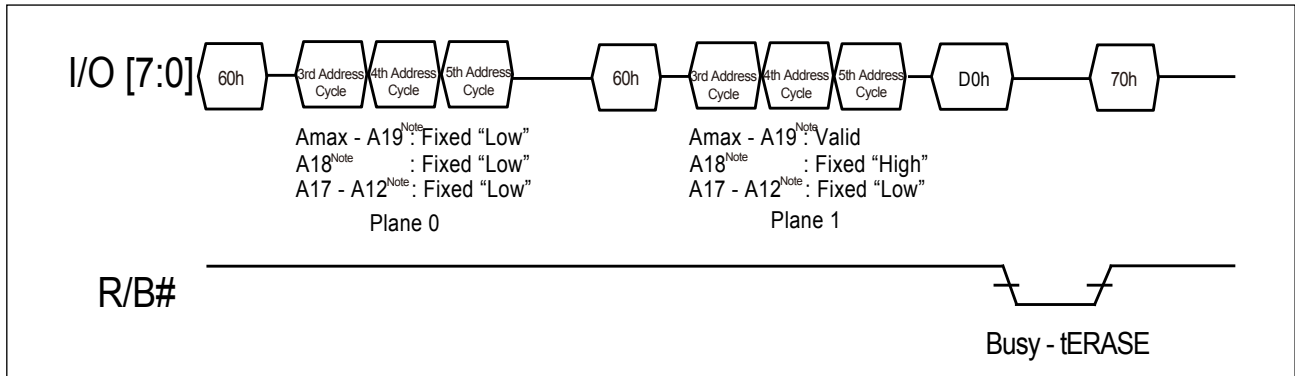 I/O [7:0] 60h 3rd Address Cycle 4th Address Cycle 5th Address Cycle 60h 3rd Address Cycle 4th Address Cycle 5th Address Cycle D0h 70h
Amax - A19Note: Fixed “Low”
A18Note : Fixed “Low”
A17 - A12Note : Fixed “Low”
Plane 0
Amax - A19Note: Valid
A18Note : Fixed “High”
A17 - A12Note : Fixed “Low”
Plane 1
R/B#
Busy - tERASE